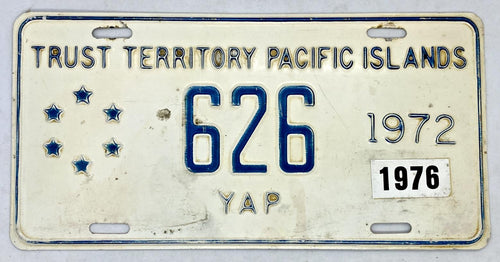 TRUST TERRITORY PACIFIC ISLANDS
626
1972
1976
YAP